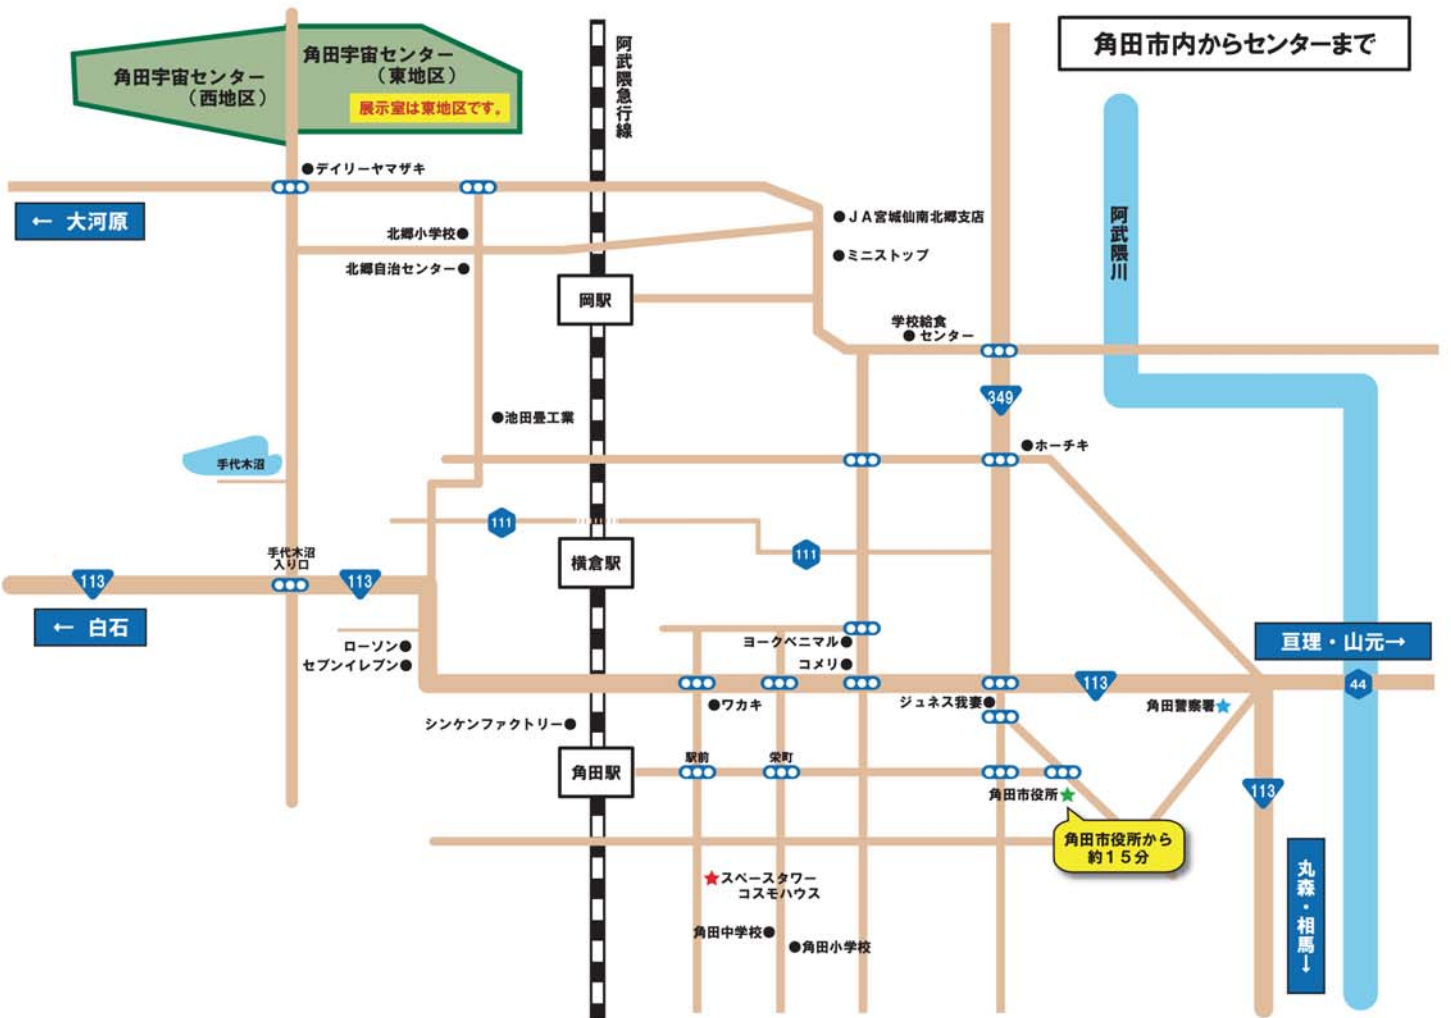 角田市内からセンターまで
角田宇宙センター
（西地区）
角田宇宙センター
（東地区）
展示室は東地区です。
阿武隈急行線
●デイリーヤマザキ
← 大河原
●ＪＡ宮城仙南北郷支店
北郷小学校●
●ミニストップ
北郷自治センター●
阿武隈川
岡駅
学校給食
●センター
349
●池田畳工業
●ホーチキ
手代木沼
111
111
手代木沼
入り口
横倉駅
113
113
← 白石
ローソン●
セブンイレブン●
ヨークベニマル●
コメリ●
亘理・山元→
113
44
●ワカキ
ジュネス我妻●
角田警察署★
シンケンファクトリー●
駅前
栄町
角田駅
角田市役所★
113
角田市役所から
約１５分
★スペースタワー
コスモハウス
丸森・相馬→
角田中学校●
●角田小学校